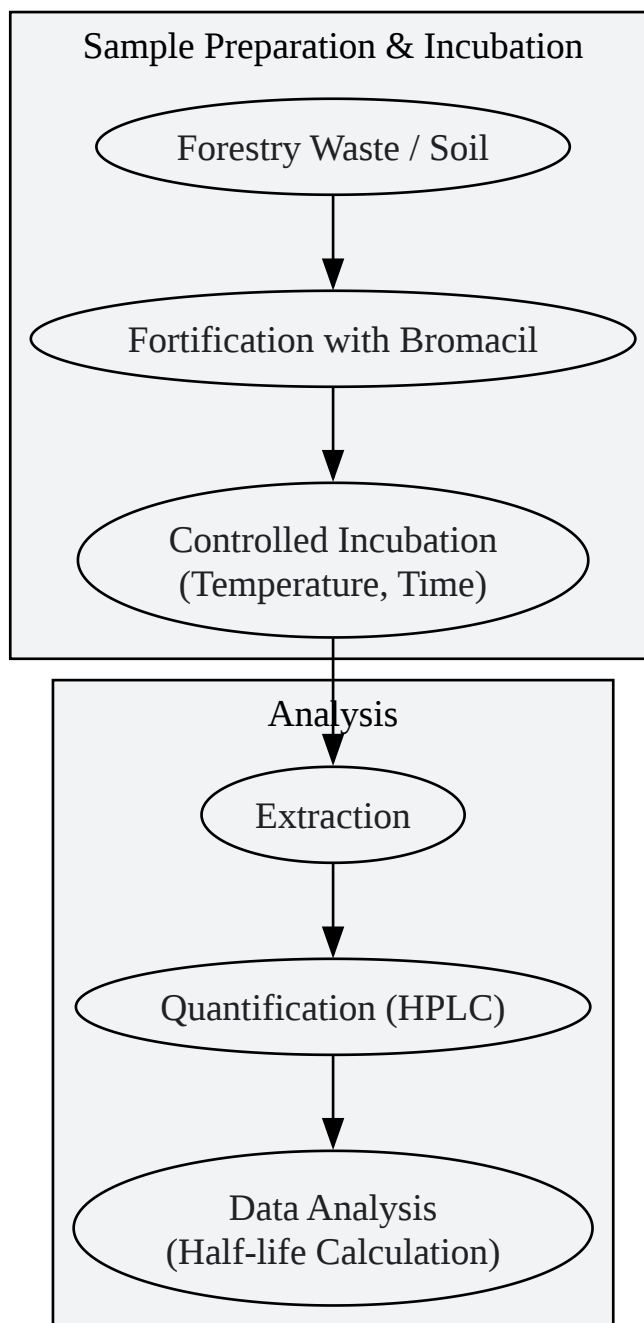 Sample Preparation & Incubation
Forestry Waste / Soil
Fortification with Bromacil
Controlled Incubation
(Temperature, Time)
Analysis
Extraction
Quantification (HPLC)
Data Analysis
(Half-life Calculation)